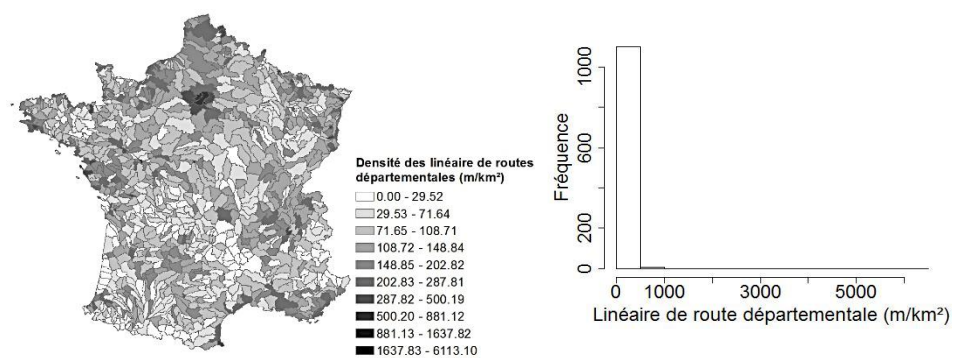 Densité des linéaire de routes
départementales (m/km²)
0.00 - 29.52
29.53 - 71.64
71.65 - 108.71
108.72 - 148.84
148.85 - 202.82
202.83 - 287.81
287.82 - 500.19
500.20 - 881.12
881.13 - 1637.82
1637.83 - 6113.10
Fréquence
1000
600
200
0
0 1000 3000 5000
Linéaire de route départementale (m/km²)